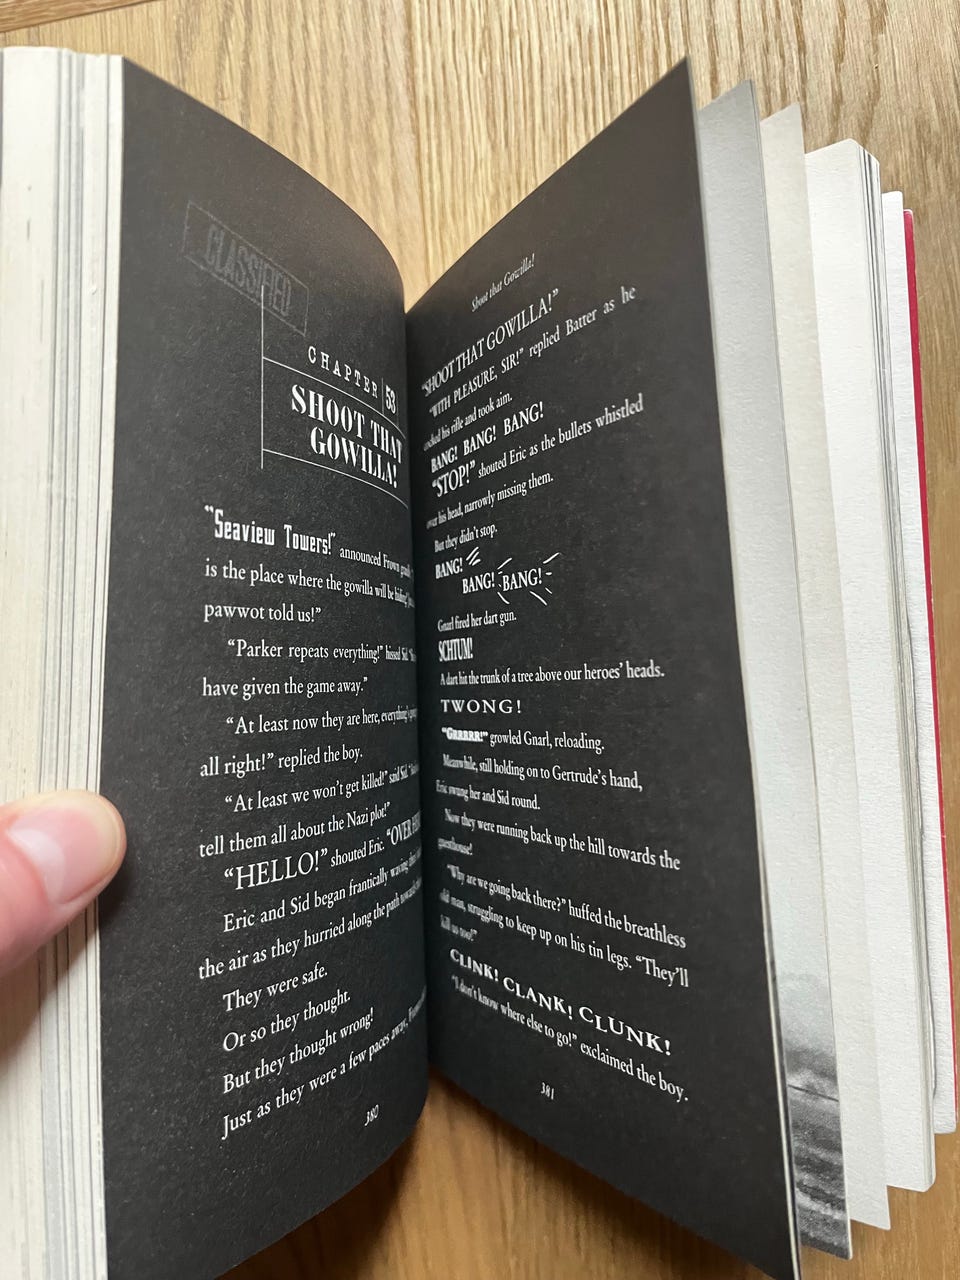 CLASSIFIED
CHAPTER 53
SHOOT THAT
GOWILLA!
"Seaview Towers!" announced Frown
is the place where the gowilla will be hiding!
pawwot told us!"
"Parker repeats everything!" hissed Sid.
have given the game away."
"At least now they are here, everything's
all right!" replied the boy.
"At least we won't get killed!" said Sid.
tell them all about the Nazi plot!"
"HELLO!" shouted Eric. "OVER
Eric and Sid began frantically waving
the air as they hurried along the path
They were safe.
Or so they thought.
But they thought wrong!
Just as they were a few paces away,
380
Shoot that Gowilla!
"SHOOT THAT GOWILLA!"
"WITH PLEASURE, SIR!" replied Batter as he
cocked his rifle and took aim.
BANG! BANG! BANG!
"STOP!" shouted Eric as the bullets whistled
over his head, narrowly missing them.
But they didn't stop.
BANG!
BANG! BANG!
Gnarl fired her dart gun.
SCHTUM!
A dart hit the trunk of a tree above our heroes' heads.
TWONG!
"Grrrrr!" growled Gnarl, reloading.
Meanwhile, still holding on to Gertrude's hand,
Eric swung her and Sid round.
Now they were running back up the hill towards the
guesthouse!
"Why are we going back there?" huffed the breathless
old man, struggling to keep up on his tin legs. "They'll
kill us too!"
CLINK! CLANK! CLUNK!
"I don't know where else to go!" exclaimed the boy.
381